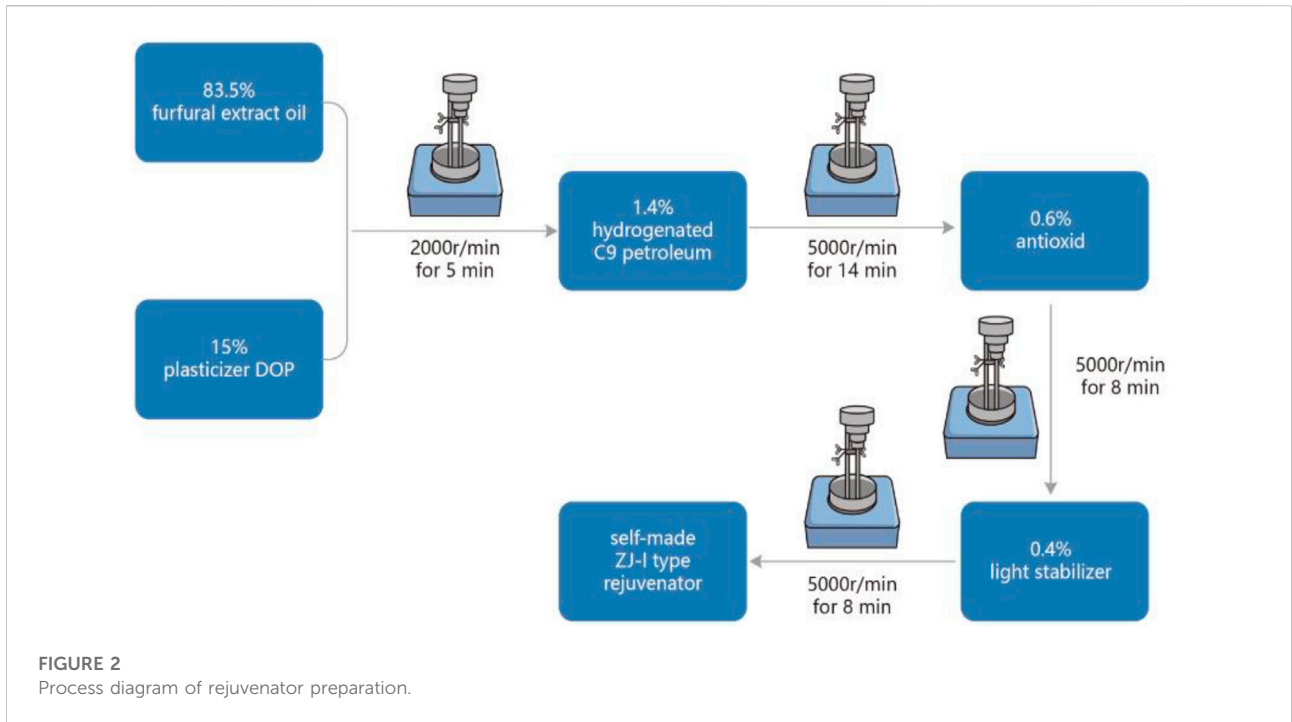 83.5%
furfural extract oil
15%
plasticizer DOP
2000r/min
for 5 min
1.4%
hydrogenated
C9 petroleum
5000r/min
for 14 min
0.6%
antioxid
5000r/min
for 8 min
0.4%
light stabilizer
5000r/min
for 8 min
self-made
ZJ-I type
rejuvenator
FIGURE 2
Process diagram of rejuvenator preparation.